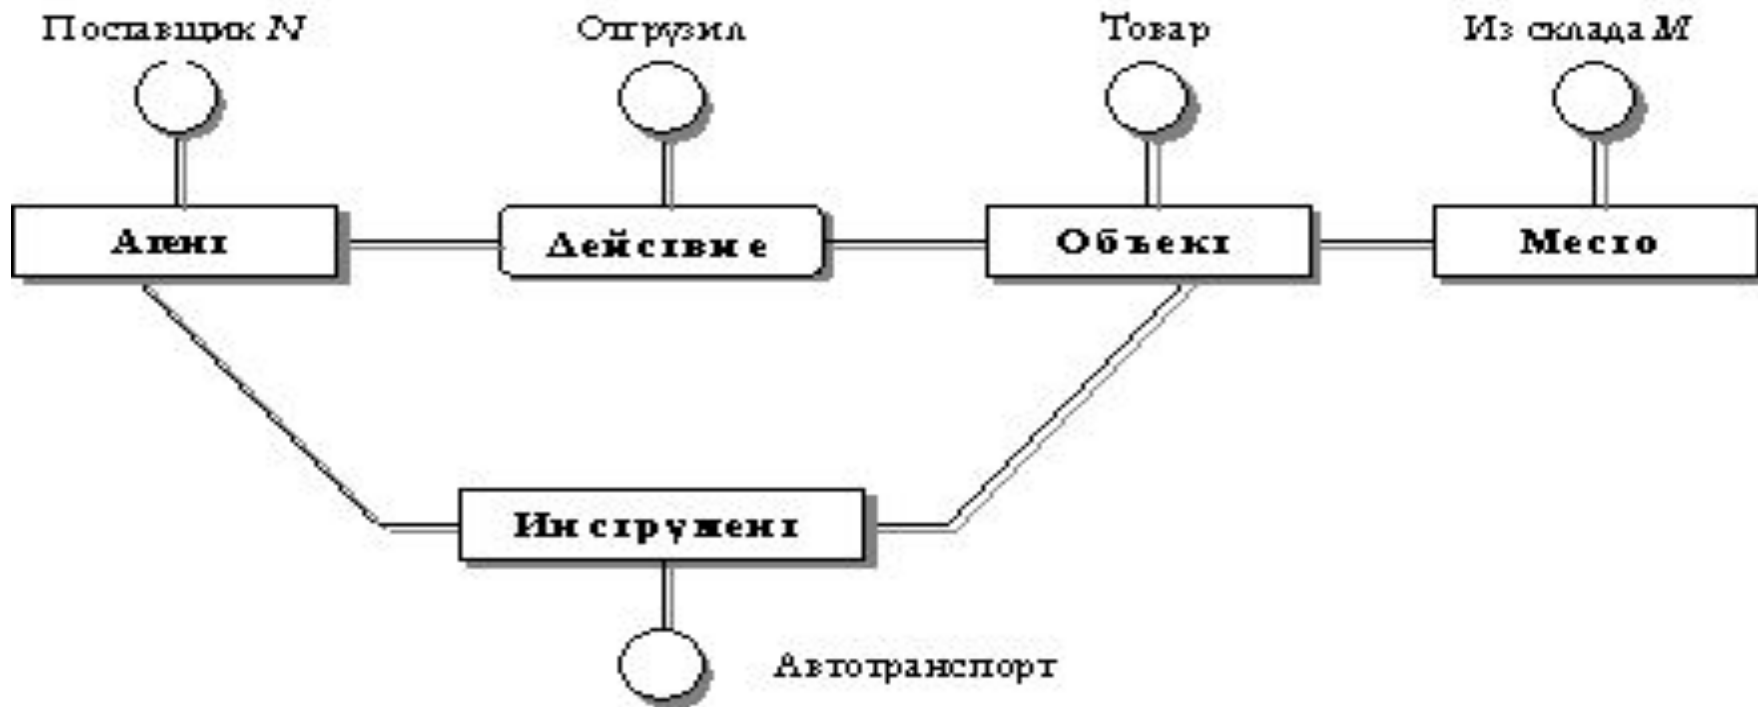 Поставщик N
Отгрузил
Товар
Из склада M
Агент
Действие
Объект
Место
Инструмент
Автотранспорт